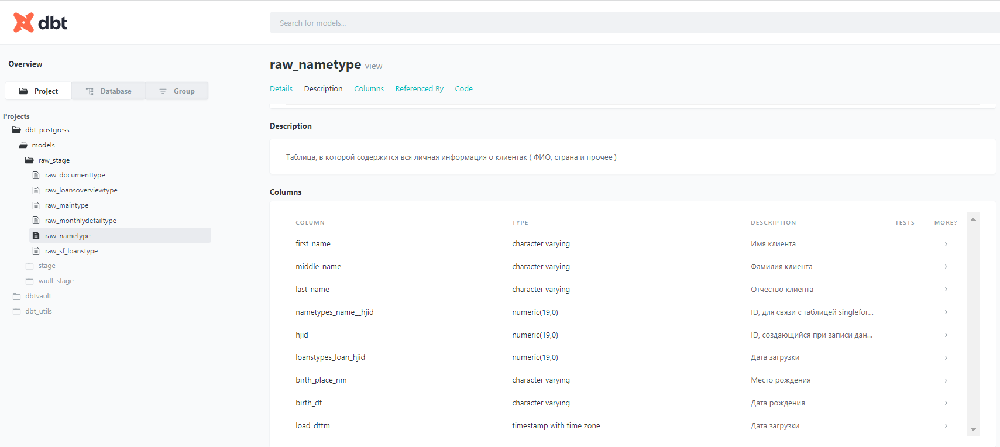 dbt
Search for models...
Overview
Project Database Group
Projects
dbt_postgress
models
raw_stage
raw_documenttype
raw_loansoverviewtype
raw_maintype
raw_monthlydetailtype
raw_nametype
raw_sf_loanstype
stage
vault_stage
dbtvault
dbt_utils
raw_nametype view
Details Description Columns Referenced By Code
Description
Таблица, в которой содержится вся личная информация о клиентак ( ФИО, страна и прочее )
Columns
COLUMN TYPE DESCRIPTION TESTS MORE?
first_name character varying Имя клиента
middle_name character varying Фамилия клиента
last_name character varying Отчество клиента
nametypes_name__hjid numeric(19,0) ID, для связи с таблицей singlefor...
hjid numeric(19,0) ID, создающийся при записи дан...
loanstypes_loan_hjid numeric(19,0) Дата загрузки
birth_place_nm character varying Место рождения
birth_dt character varying Дата рождения
load_dttm timestamp with time zone Дата загрузки